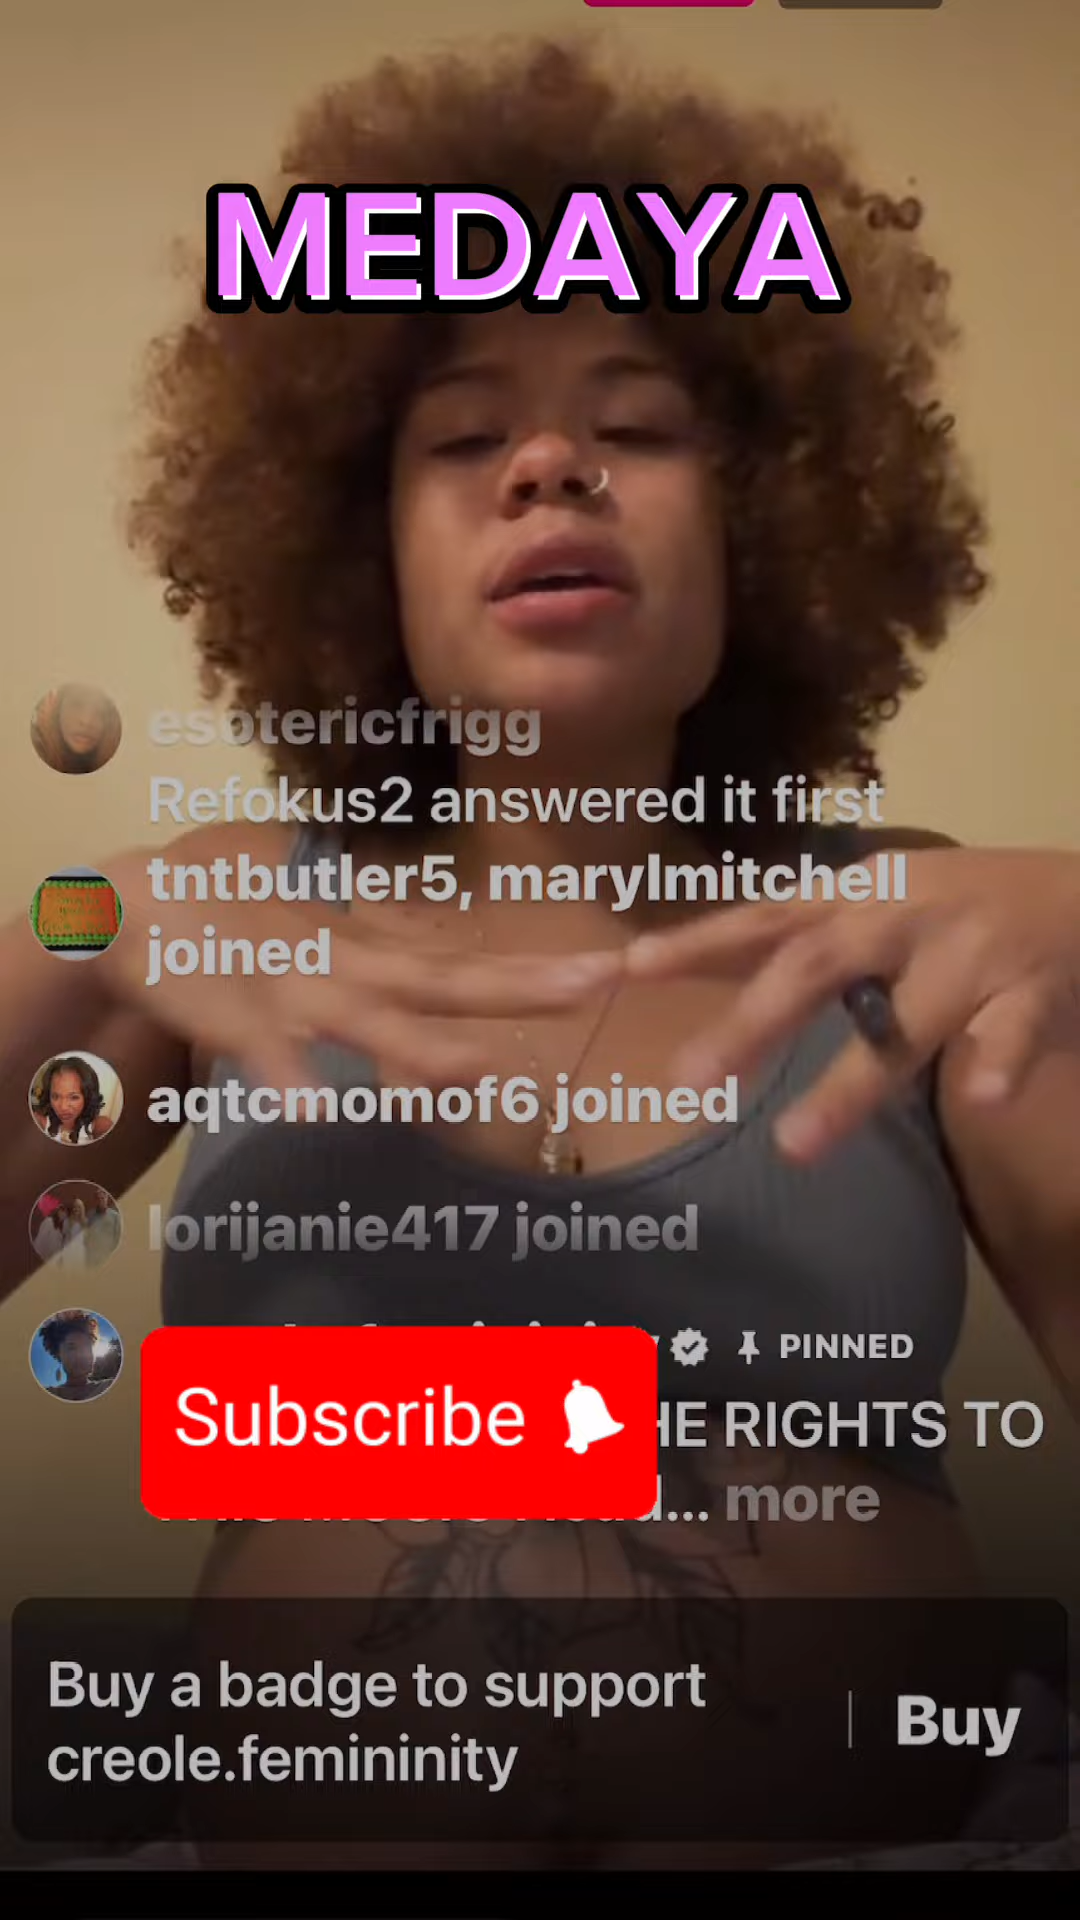 MEDAYA
esotericfrigg
Refokus2 answered it first
tntbutler5, marylmitchell
joined
aqtcmomof6 joined
lorijanie417 joined
PINNED
Subscribe
HE RIGHTS TO
... more
Buy a badge to support
creole.femininity
Buy